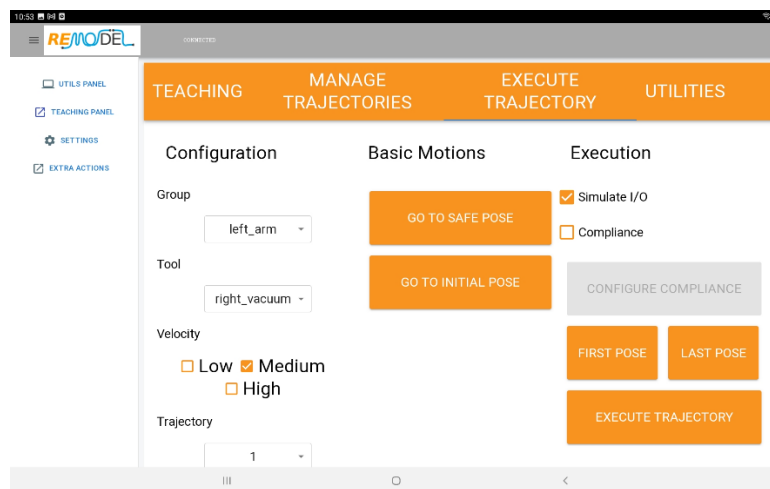 10:53
REMODEL
CONNECTED
UTILS PANEL
TEACHING PANEL
SETTINGS
EXTRA ACTIONS
TEACHING
MANAGE
TRAJECTORIES
EXECUTE
TRAJECTORY
UTILITIES
Configuration
Group
left_arm
Tool
right_vacuum
Velocity
Low Medium
High
Trajectory
1
Basic Motions
GO TO SAFE POSE
GO TO INITIAL POSE
Execution
Simulate I/O
Compliance
CONFIGURE COMPLIANCE
FIRST POSE
LAST POSE
EXECUTE TRAJECTORY